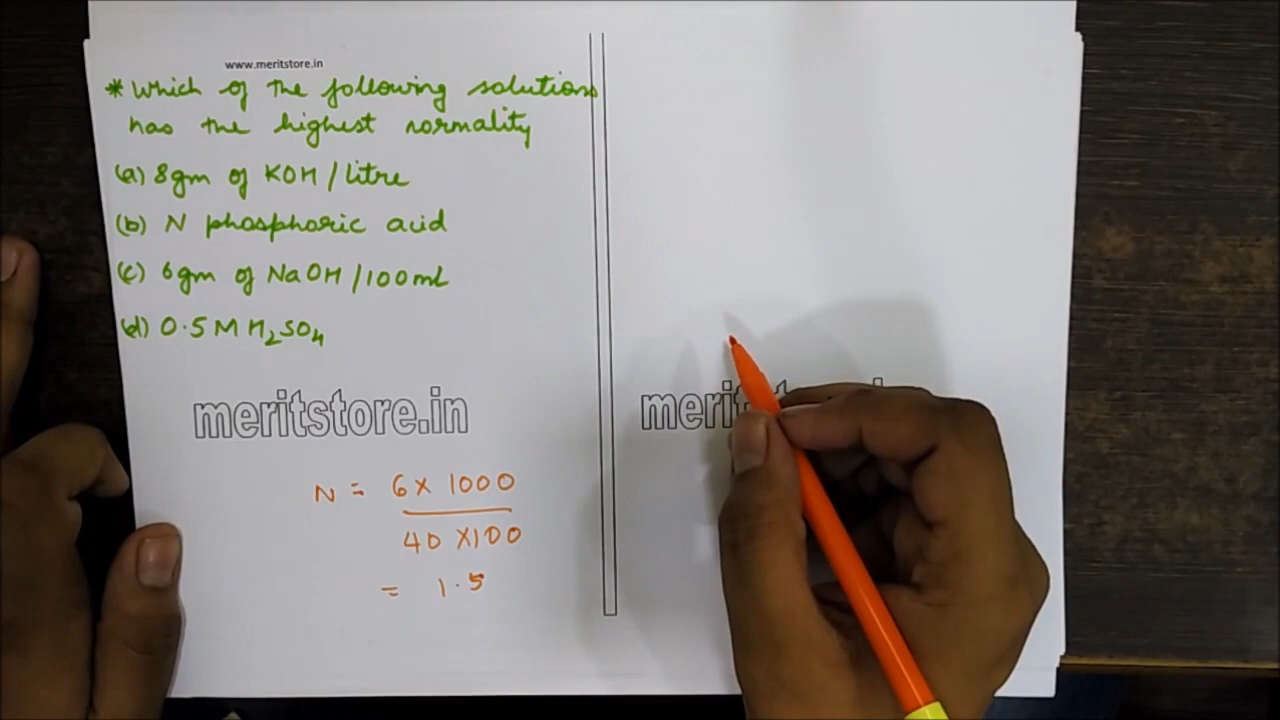 www.meritstore.in
* Which of the following solutions
has the highest normality
(a) 8gm of KOH / litre
(b) N phosphoric acid
(c) 6gm of NaOH /100ml
(d) 0.5 M H₂SO₄
meritstore.in
N = 6 x 1000
40 x 100
= 1.5